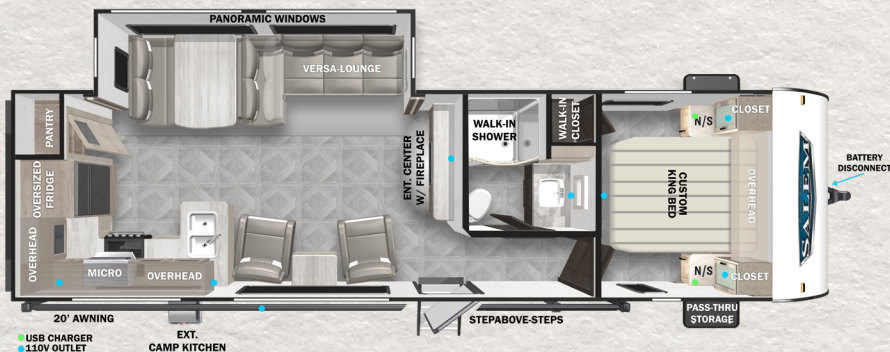 PANORAMIC WINDOWS
VERSA-LOUNGE
PANTRY
OVERSIZED
FRIDGE
OVERHEAD
MICRO
OVERHEAD
ENT. CENTER
W/ FIREPLACE
WALK-IN
SHOWER
WALK-IN
CLOSET
N/S
CLOSET
CUSTOM
KING BED
OVERHEAD
N/S
CLOSET
SALEM
BATTERY
DISCONNECT
PASS-THRU
STORAGE
20' AWNING
EXT.
CAMP KITCHEN
STEPABOVE-STEPS
USB CHARGER
110V OUTLET